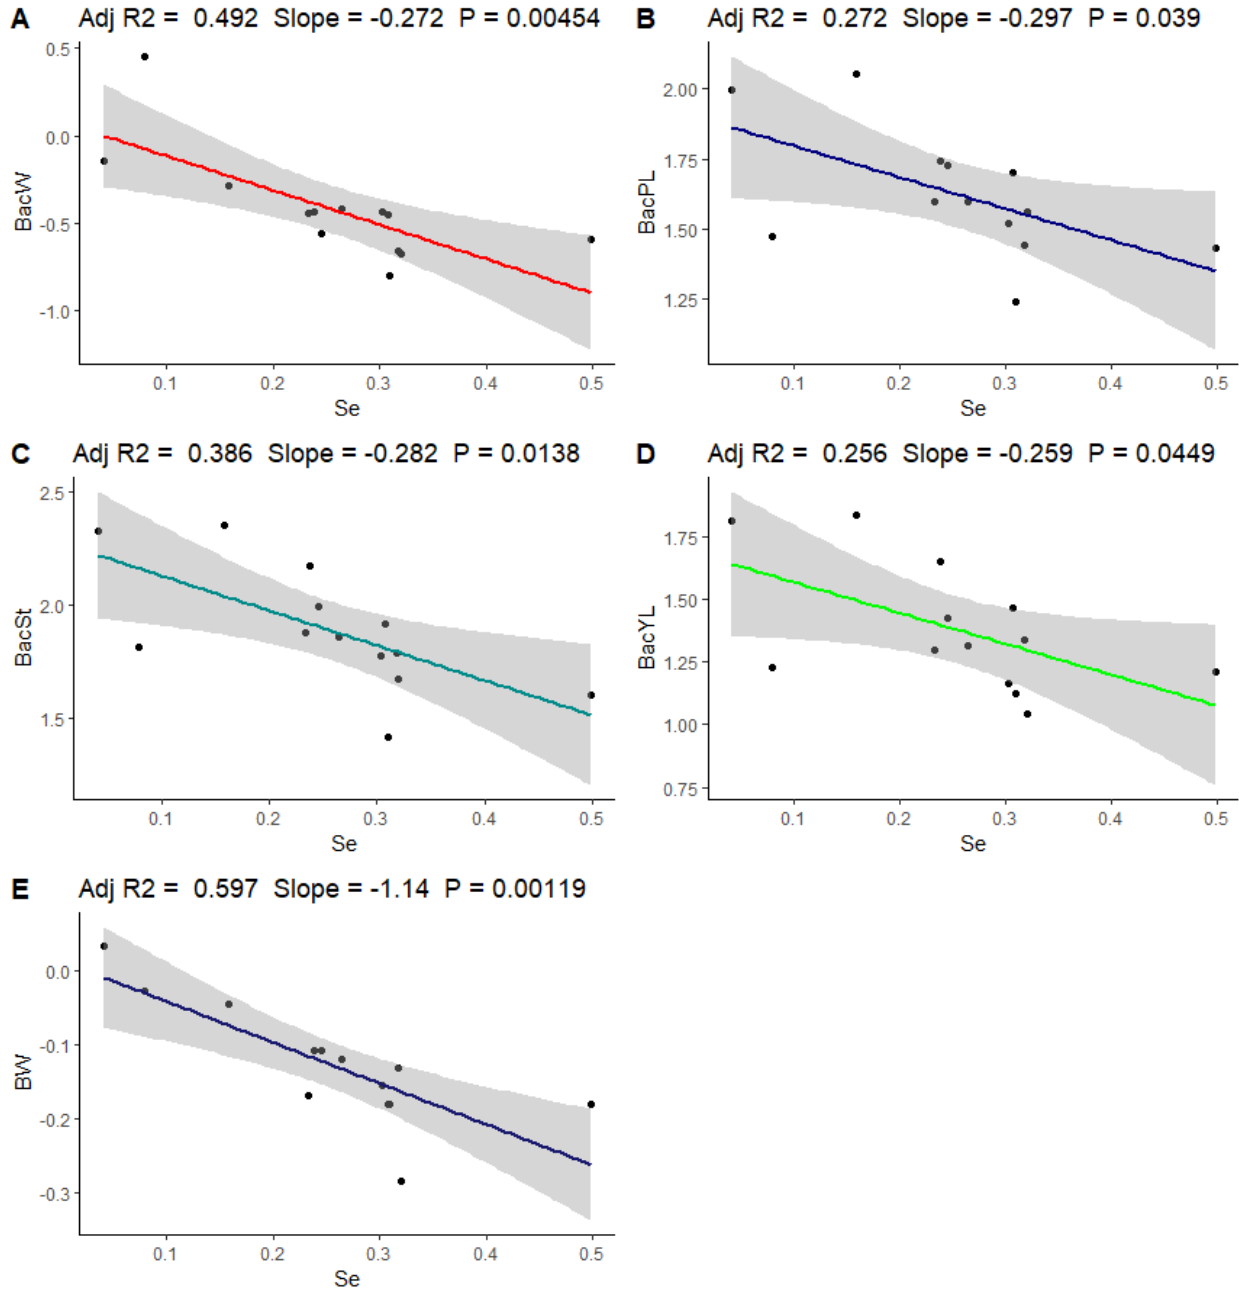 A Adj R2 = 0.492 Slope = -0.272 P = 0.00454
0.5
0.0
-0.5
-1.0
BacW
0.1 0.2 0.3 0.4 0.5
Se
B Adj R2 = 0.272 Slope = -0.297 P = 0.039
2.00
1.75
1.50
1.25
BacPL
0.1 0.2 0.3 0.4 0.5
Se
C Adj R2 = 0.386 Slope = -0.282 P = 0.0138
2.5
2.0
1.5
BacSt
0.1 0.2 0.3 0.4 0.5
Se
D Adj R2 = 0.256 Slope = -0.259 P = 0.0449
1.75
1.50
1.25
1.00
0.75
BacYL
0.1 0.2 0.3 0.4 0.5
Se
E Adj R2 = 0.597 Slope = -1.14 P = 0.00119
0.0
-0.1
-0.2
-0.3
BW
0.1 0.2 0.3 0.4 0.5
Se